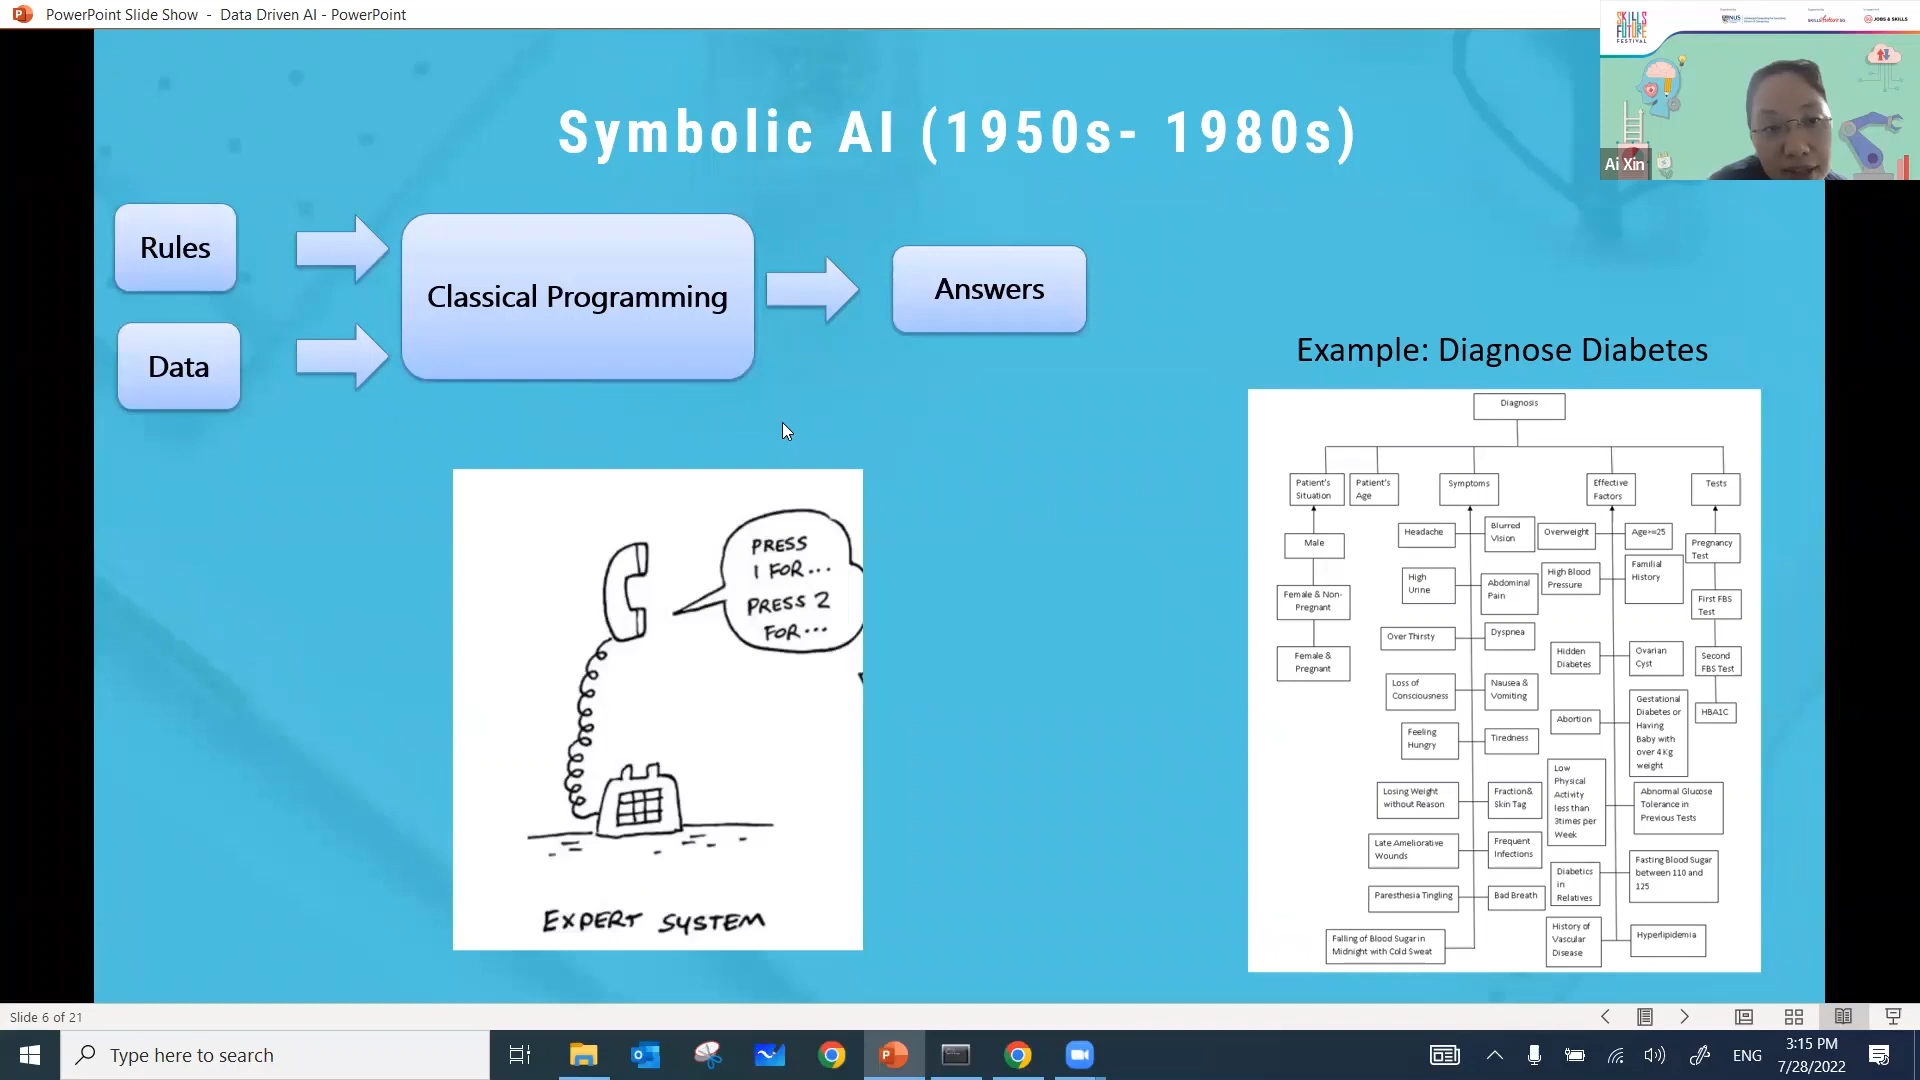 PowerPoint Slide Show - Data Driven AI - PowerPoint
SKILLS
FUTURE
FESTIVAL
NUS
JOBS & SKILLS
Ai Xin
Symbolic AI (1950s- 1980s)
Rules
Data
Classical Programming
Answers
Example: Diagnose Diabetes
PRESS
1 FOR...
PRESS 2
FOR...
EXPERT SYSTEM
Diagnosis
Patient's
Situation
Patient's
Age
Symptoms
Effective
Factors
Tests
Male
Female & Non-
Pregnant
Female &
Pregnant
Headache
Blurred
Vision
High
Urine
Abdominal
Pain
Over Thirsty
Dyspnea
Loss of
Consciousness
Nausea &
Vomiting
Feeling
Hungry
Tiredness
Losing Weight
without Reason
Fraction&
Skin Tag
Late Ameliorative
Wounds
Frequent
Infections
Paresthesia Tingling
Bad Breath
Falling of Blood Sugar in
Midnight with Cold Sweat
Overweight
Age>=25
High Blood
Pressure
Familial
History
Hidden
Diabetes
Ovarian
Cyst
Abortion
Gestational
Diabetes or
Having
Baby with
over 4 Kg
weight
Low
Physical
Activity
less than
3times per
Week
Abnormal Glucose
Tolerance in
Previous Tests
Diabetics
in
Relatives
Fasting Blood Sugar
between 110 and
125
History of
Vascular
Disease
Hyperlipidemia
Pregnancy
Test
First FBS
Test
Second
FBS Test
HBA1C
Slide 6 of 21
Type here to search
ENG
3:15 PM
7/28/2022